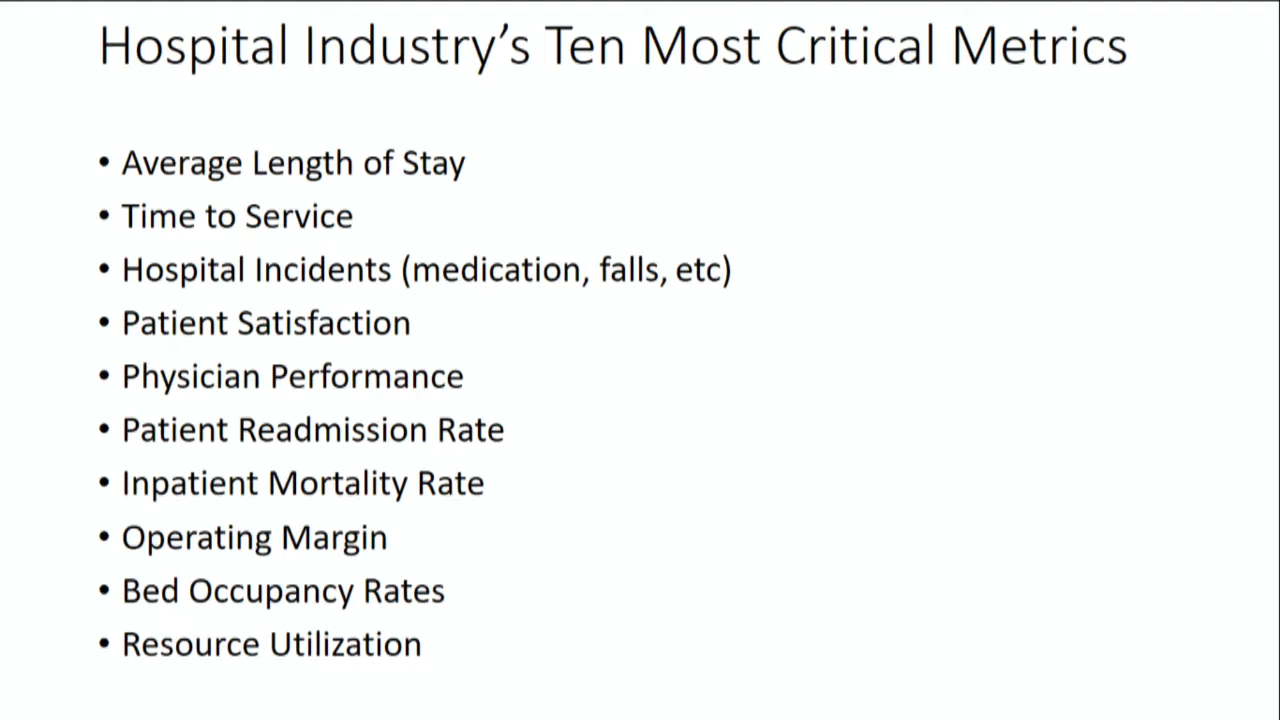 Hospital Industry’s Ten Most Critical Metrics
• Average Length of Stay
• Time to Service
• Hospital Incidents (medication, falls, etc)
• Patient Satisfaction
• Physician Performance
• Patient Readmission Rate
• Inpatient Mortality Rate
• Operating Margin
• Bed Occupancy Rates
• Resource Utilization